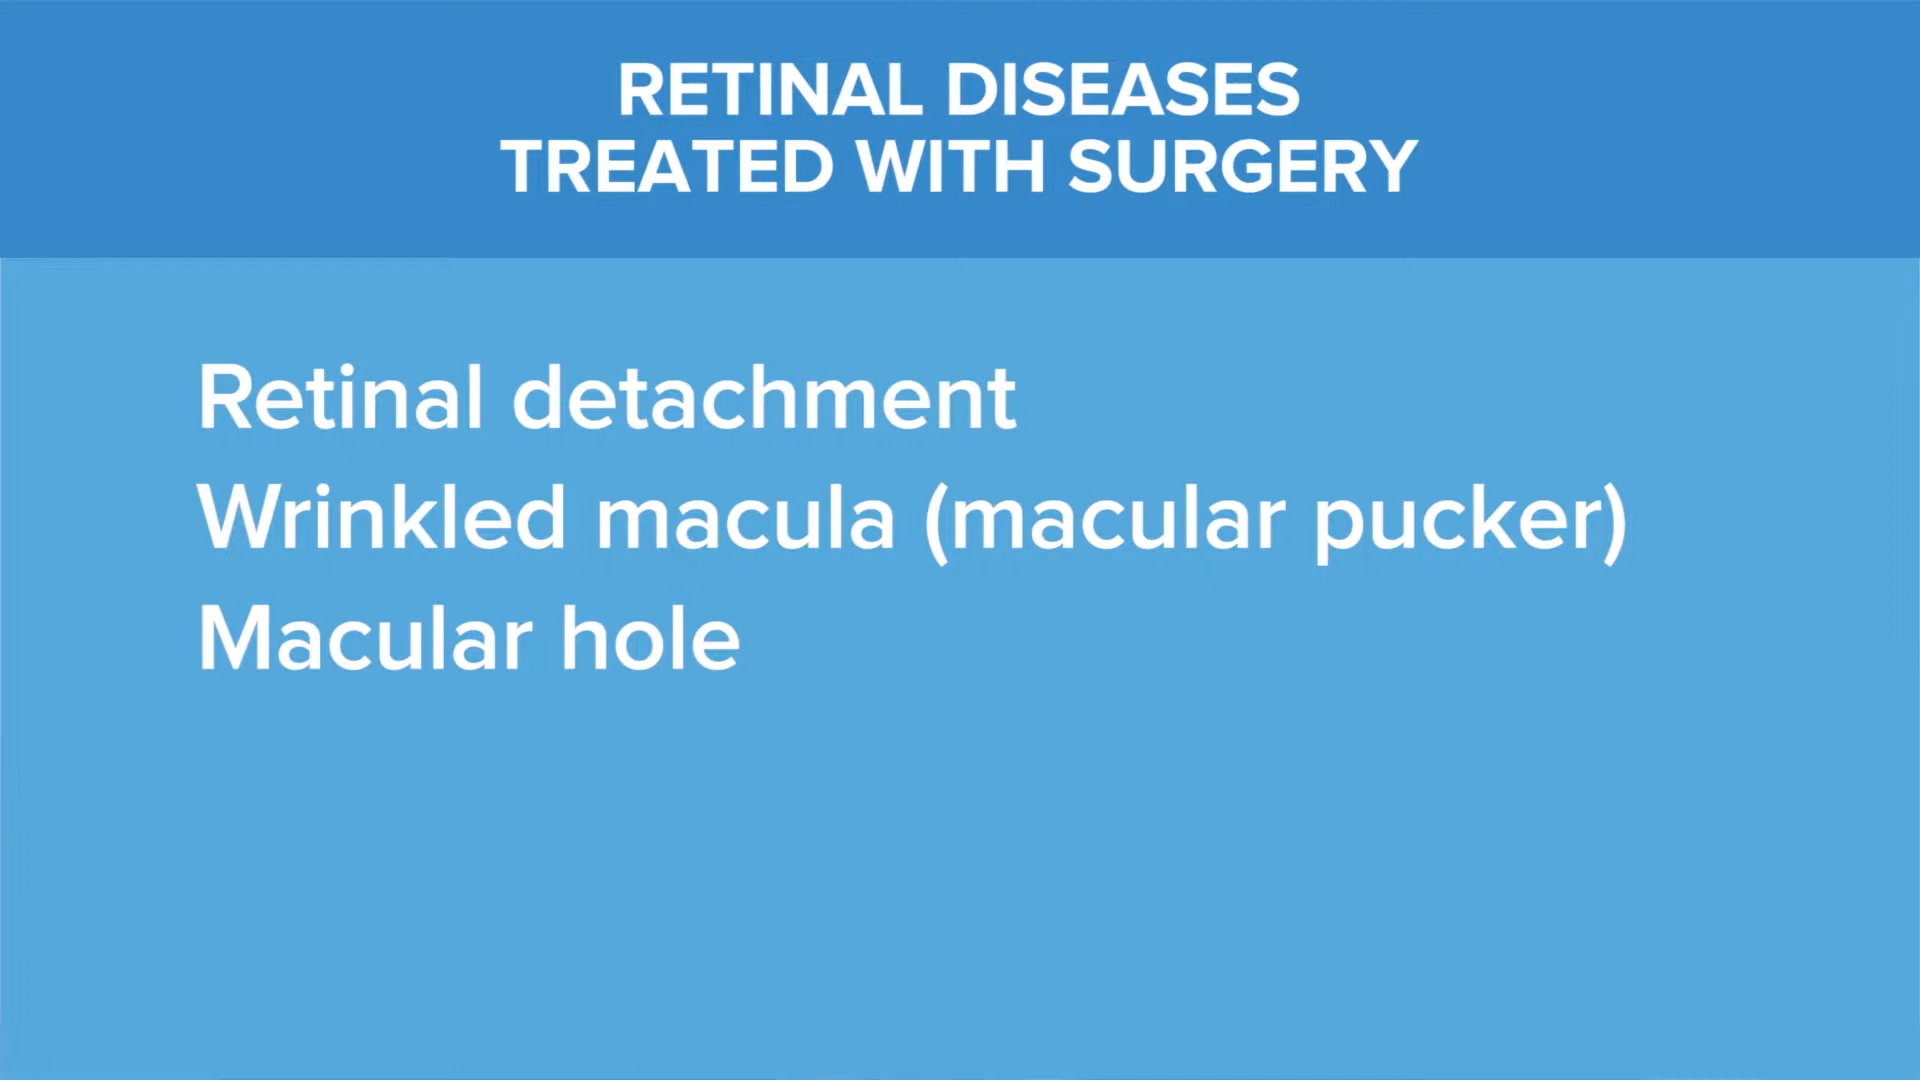 RETINAL DISEASES
TREATED WITH SURGERY
Retinal detachment
Wrinkled macula (macular pucker)
Macular hole